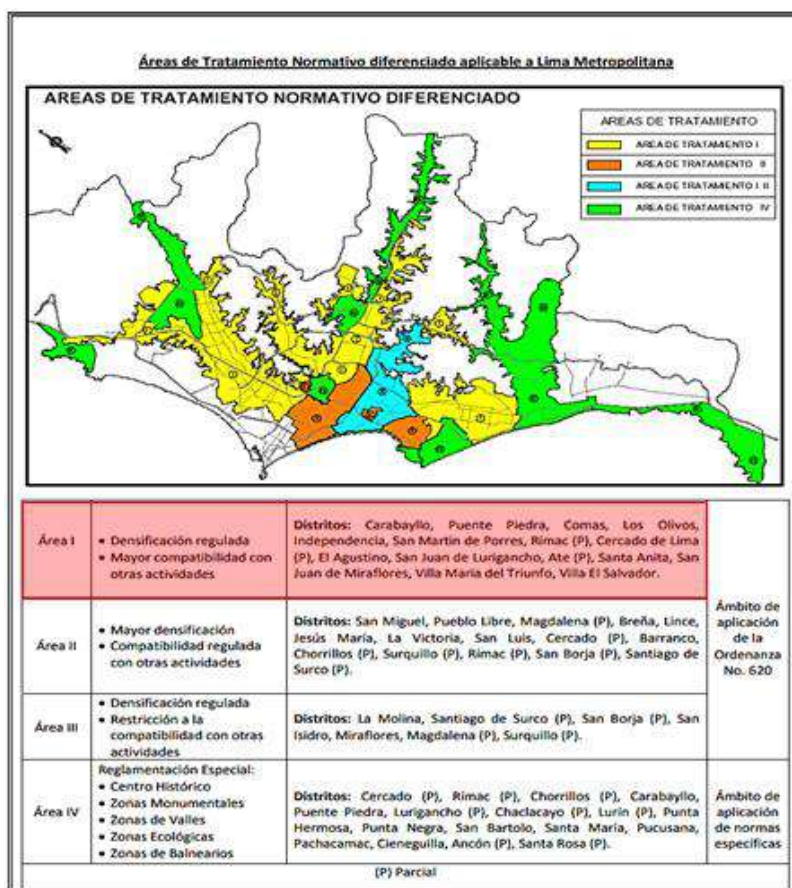 Áreas de Tratamiento Normativo diferenciado aplicable a Lima Metropolitana
AREAS DE TRATAMIENTO NORMATIVO DIFERENCIADO
AREAS DE TRATAMIENTO
AREA DE TRATAMIENTO I
AREA DE TRATAMIENTO II
AREA DE TRATAMIENTO I II
AREA DE TRATAMIENTO IV
Área I
• Densificación regulada
• Mayor compatibilidad con
otras actividades
Distritos: Carabayllo, Puente Piedra, Comas, Los Olivos,
Independencia, San Martin de Porres, Rímac (P), Cercado de Lima
(P), El Agustino, San Juan de Lurigancho, Ate (P), Santa Anita, San
Juan de Miraflores, Villa Maria del Triunfo, Villa El Salvador.
Ámbito de
aplicación
de la
Ordenanza
No. 620
Área II
• Mayor densificación
• Compatibilidad regulada
con otras actividades
Distritos: San Miguel, Pueblo Libre, Magdalena (P), Breña, Lince,
Jesús María, La Victoria, San Luis, Cercado (P), Barranco,
Chorrillos (P), Surquillo (P), Rímac (P), San Borja (P), Santiago de
Surco (P).
Área III
• Densificación regulada
• Restricción a la
compatibilidad con otras
actividades
Distritos: La Molina, Santiago de Surco (P), San Borja (P), San
Isidro, Miraflores, Magdalena (P), Surquillo (P).
Área IV
Reglamentación Especial:
• Centro Histórico
• Zonas Monumentales
• Zonas de Valles
• Zonas Ecológicas
• Zonas de Balnearios
Distritos: Cercado (P), Rímac (P), Chorrillos (P), Carabayllo,
Puente Piedra, Lurigancho (P), Chaclacayo (P), Lurín (P), Punta
Hermosa, Punta Negra, San Bartolo, Santa María, Pucusana,
Pachacamac, Cieneguilla, Ancón (P), Santa Rosa (P).
Ámbito de
aplicación
de normas
específicas
(P) Parcial